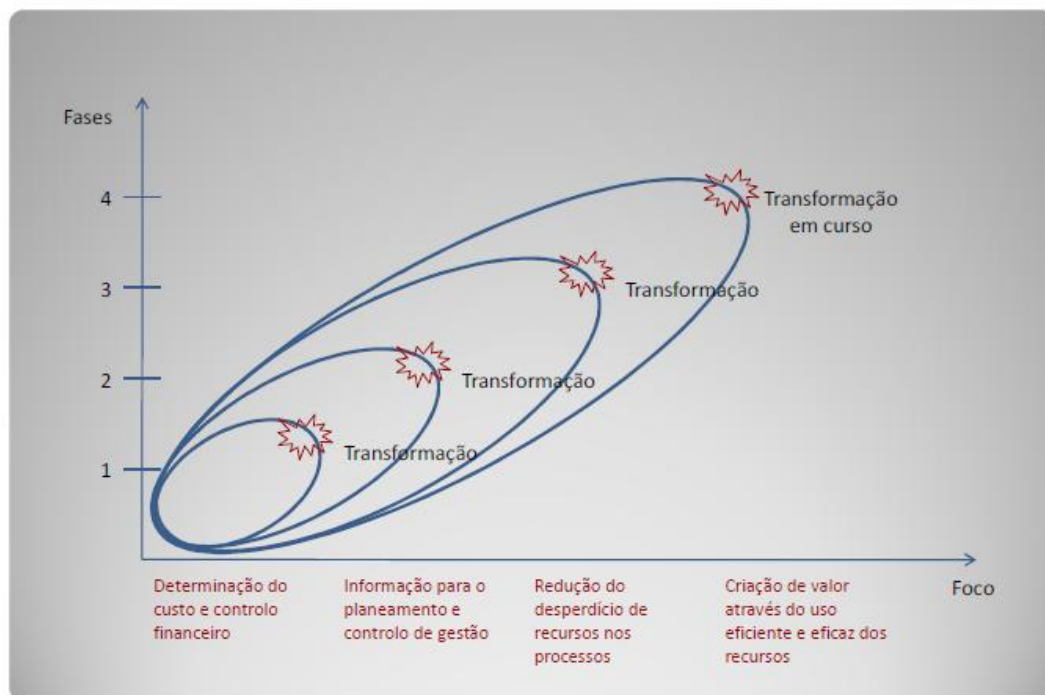 Fases
4
Transformação
em curso
3
Transformação
2
Transformação
1
Transformação
Determinação do
custo e controlo
financeiro
Informação para o
planeamento e
controlo de gestão
Redução do
desperdício de
recursos nos
processos
Criação de valor
através do uso
eficiente e eficaz dos
recursos
Foco